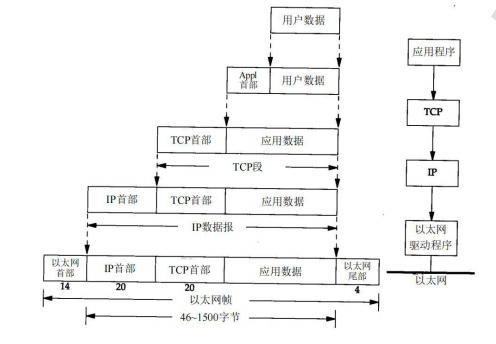 用户数据
应用程序
Appl 首部 用户数据
TCP
TCP首部 应用数据
TCP段
IP
IP首部 TCP首部 应用数据
IP数据报
以太网驱动程序
以太网首部 IP首部 TCP首部 应用数据 以太网尾部
以太网
14 20 20 4
以太网帧
46~1500字节